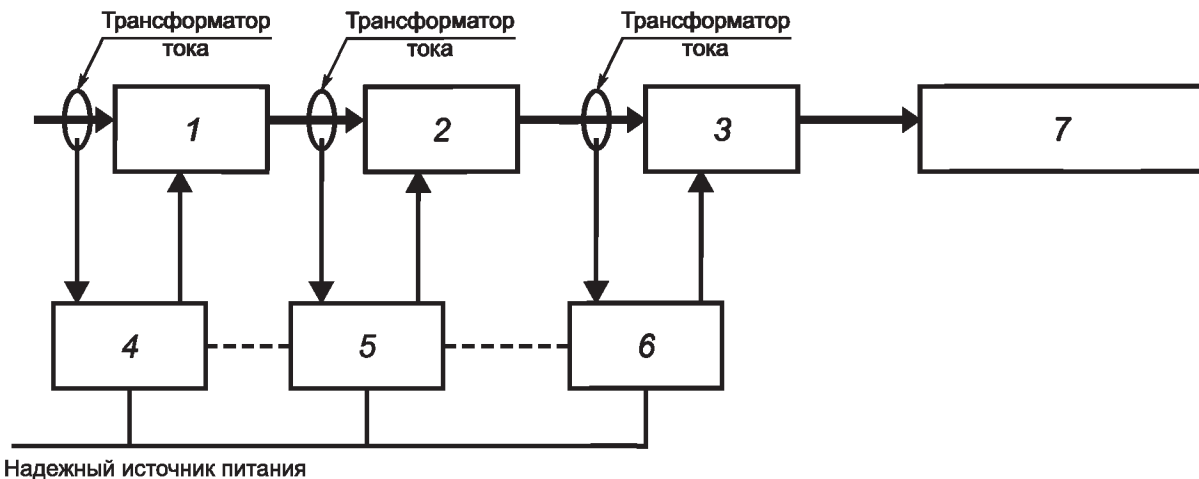 Трансформатор
тока
Трансформатор
тока
Трансформатор
тока
1
2
3
7
4
5
6
Надежный источник питания